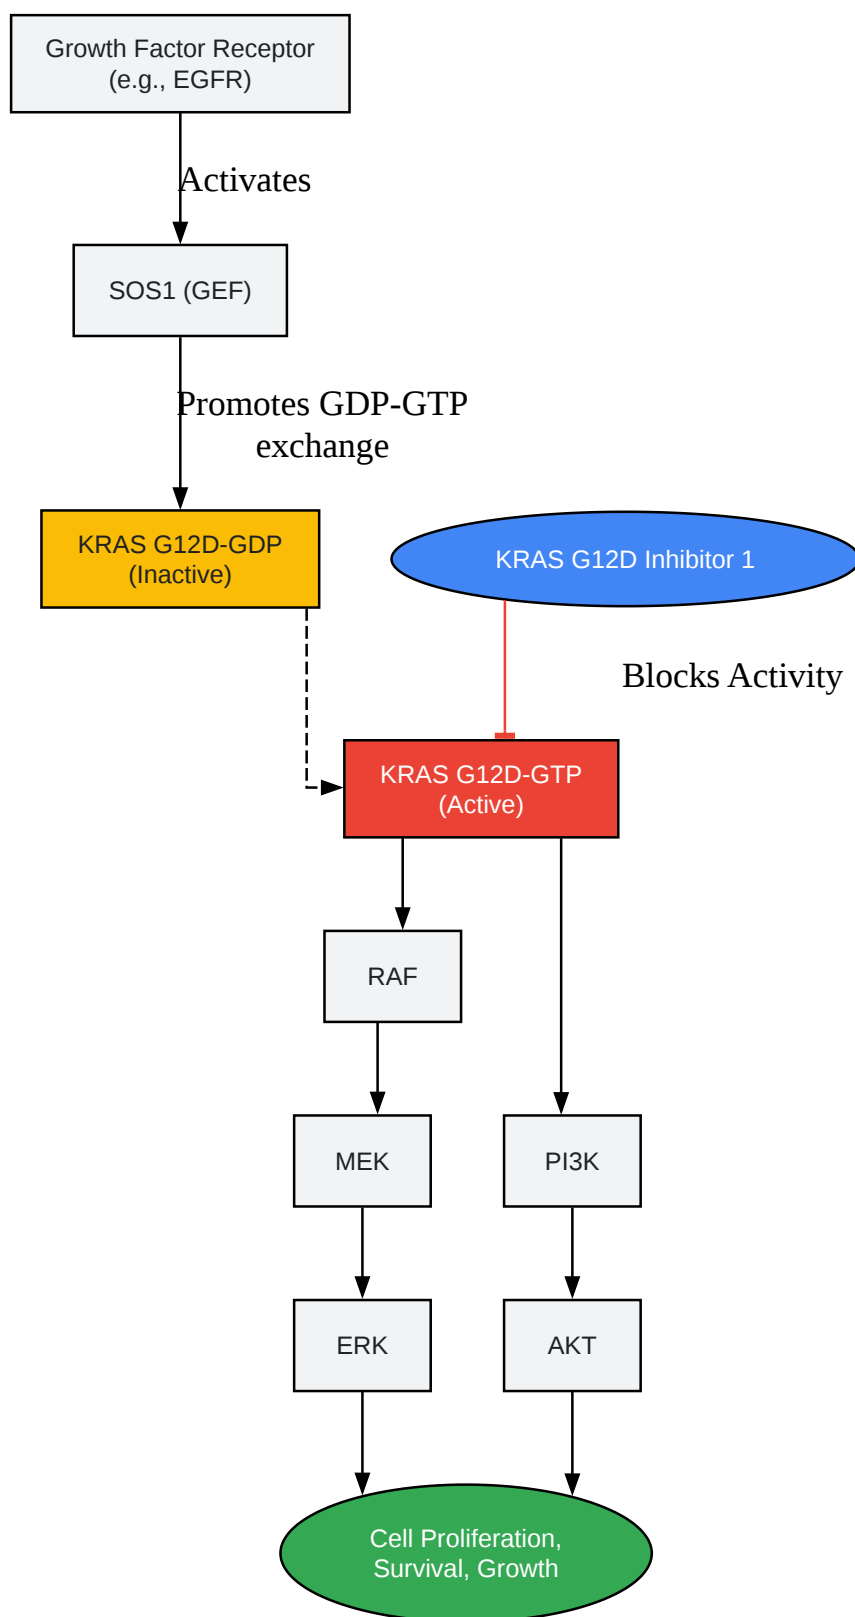 Growth Factor Receptor
(e.g., EGFR)
Activates
SOS1 (GEF)
Promotes GDP-GTP
exchange
KRAS G12D-GDP
(Inactive)
KRAS G12D Inhibitor 1
Blocks Activity
KRAS G12D-GTP
(Active)
RAF
MEK
PI3K
ERK
AKT
Cell Proliferation,
Survival, Growth